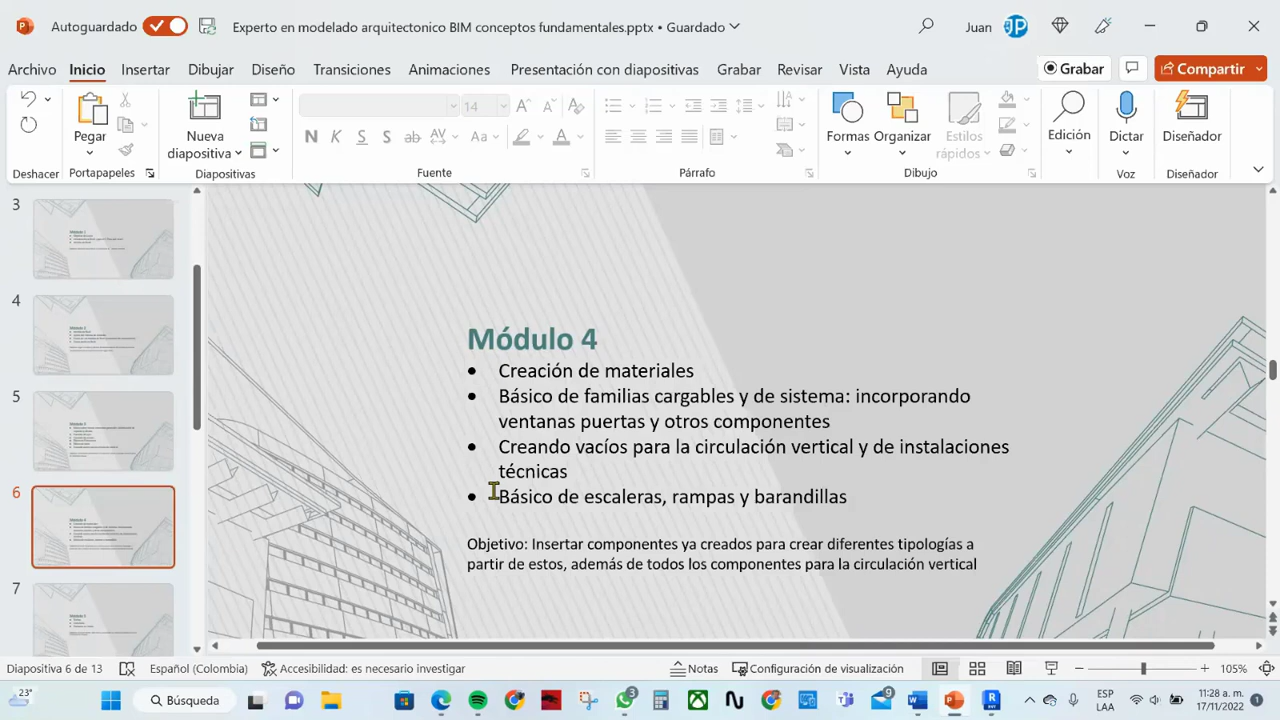 Autoguardado
Experto en modelado arquitectonico BIM conceptos fundamentales.pptx • Guardado
Juan
JP
Archivo Inicio Insertar Dibujar Diseño Transiciones Animaciones Presentación con diapositivas Grabar Revisar Vista Ayuda
Grabar
Compartir
Pegar
Nueva
diapositiva
14
N K S S ab AV Aa A
Formas Organizar Estilos
rápidos
Edición
Dictar
Diseñador
Deshacer Portapapeles Diapositivas Fuente Párrafo Dibujo Voz Diseñador
3
4
5
6
7
Módulo 4
• Creación de materiales
• Básico de familias cargables y de sistema: incorporando
ventanas puertas y otros componentes
• Creando vacíos para la circulación vertical y de instalaciones
técnicas
• Básico de escaleras, rampas y barandillas
Objetivo: Insertar componentes ya creados para crear diferentes tipologías a
partir de estos, además de todos los componentes para la circulación vertical
Diapositiva 6 de 13
Español (Colombia)
Accesibilidad: es necesario investigar
Notas
Configuración de visualización
105%
23°
Búsqueda
3
9
ESP
LAA
11:28 a. m.
17/11/2022
1